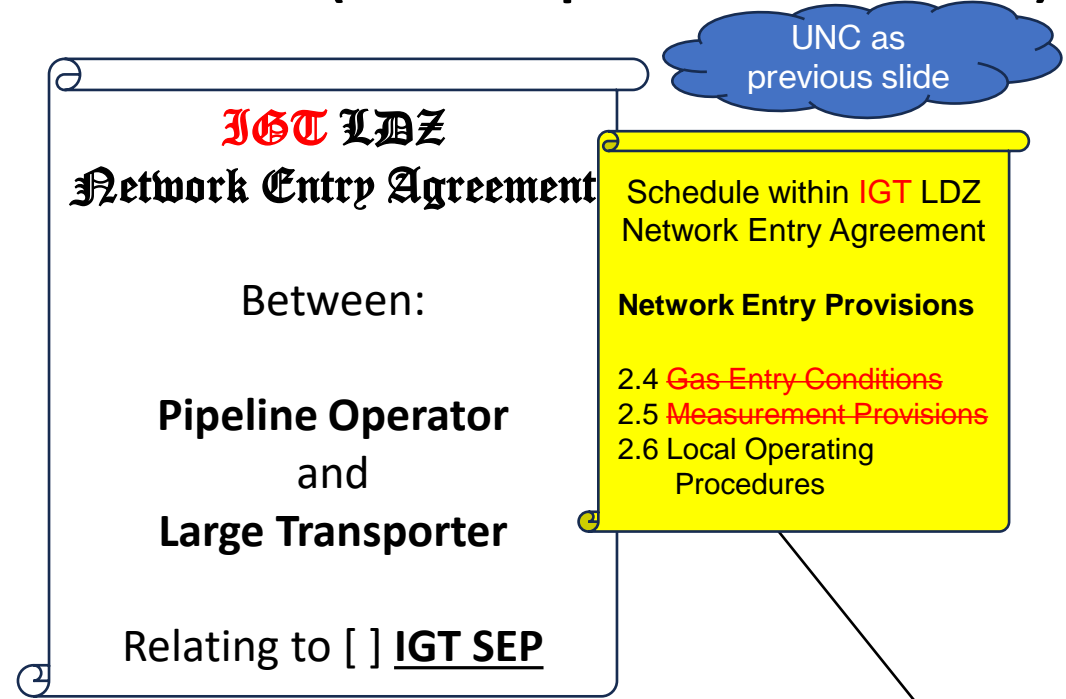 UNC as
previous slide
IGT LDZ
Network Entry Agreement
Between:
Pipeline Operator
and
Large Transporter
Relating to [ ] IGT SEP
Schedule within IGT LDZ
Network Entry Agreement
Network Entry Provisions
2.4 Gas Entry Conditions
2.5 Measurement Provisions
2.6 Local Operating
Procedures